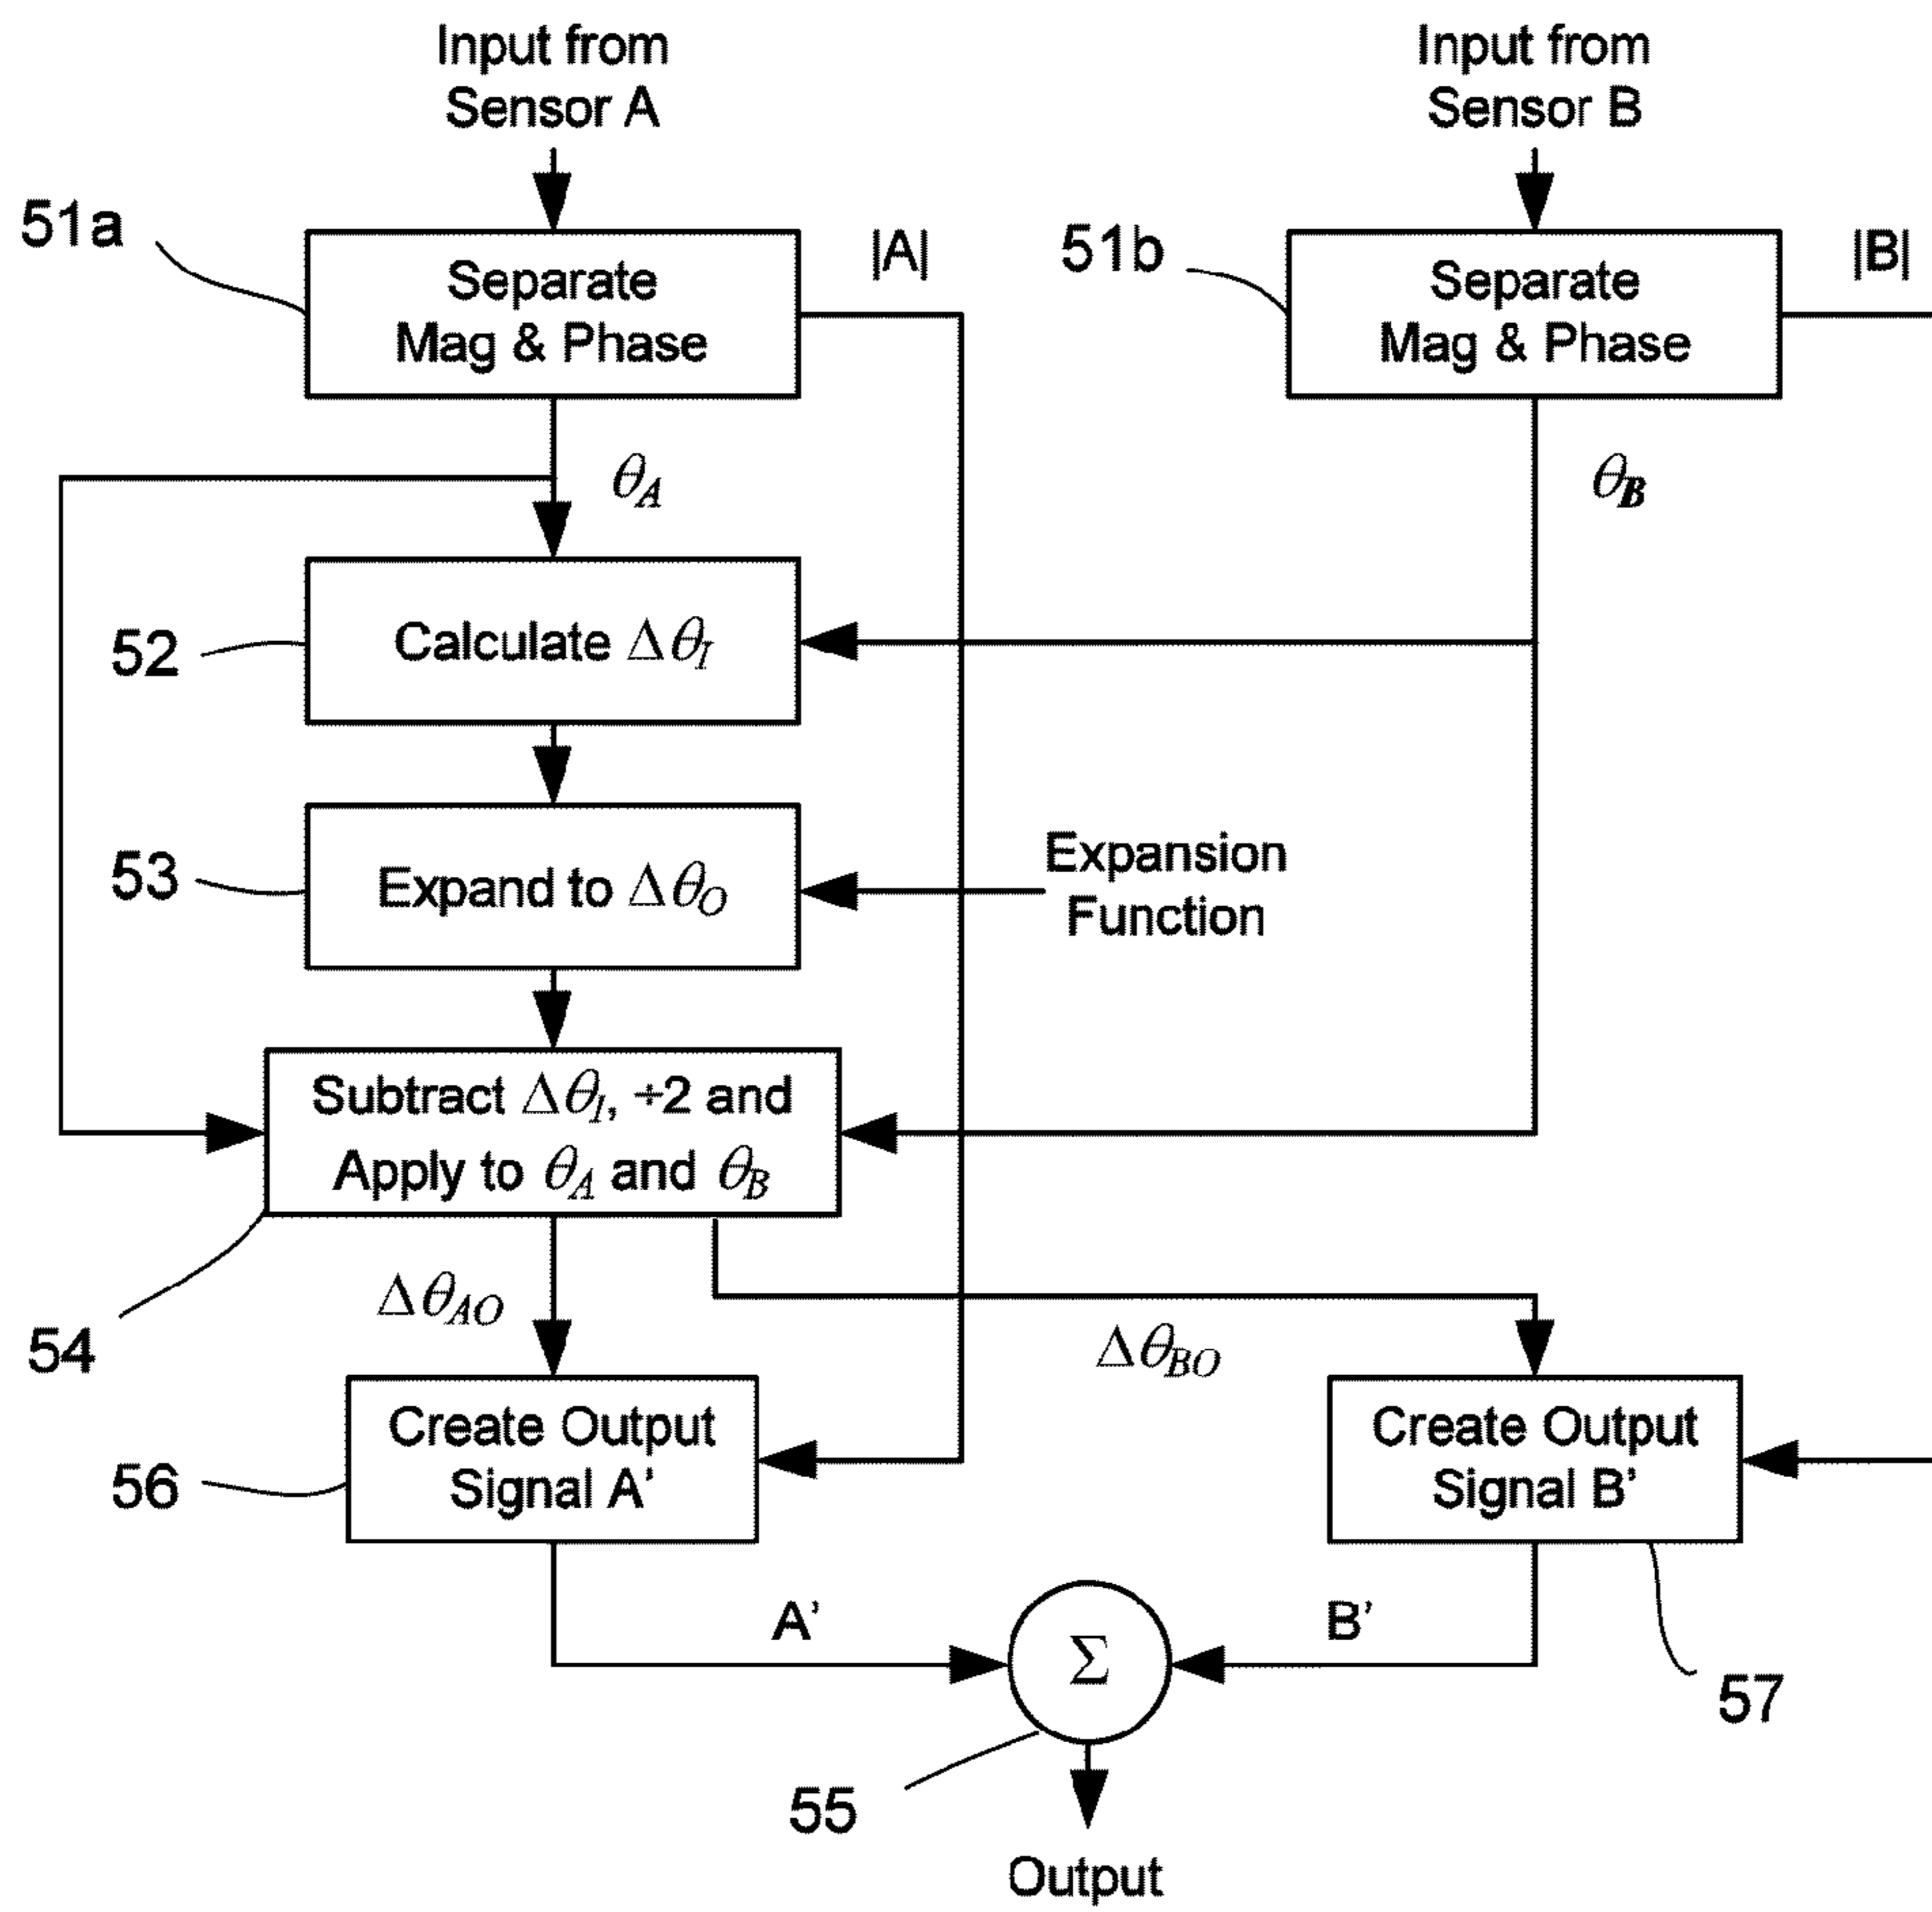 Input from
Sensor A
Input from
Sensor B
51a
Separate
Mag & Phase
|A|
51b
Separate
Mag & Phase
|B|
θA
θB
52
Calculate ΔθI
53
Expand to ΔθO
Expansion
Function
Subtract ΔθI, ÷2 and
Apply to θA and θB
54
ΔθAO
ΔθBO
56
Create Output
Signal A’
Create Output
Signal B’
A’
Σ
B’
57
55
Output